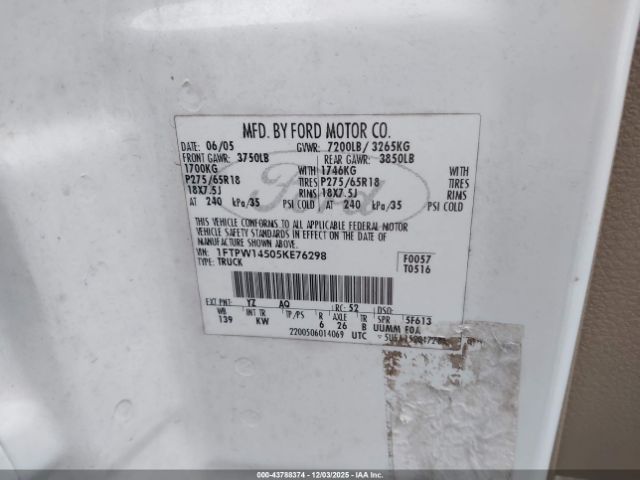 MFD. BY FORD MOTOR CO.
DATE: 06/05 GVWR: 7200LB/ 3265KG
FRONT GAWR: 3750LB REAR GAWR: 3850LB
1700KG WITH 1746KG WITH
P275/65R18 TIRES P275/65R18 TIRES
18X7.5J RIMS 18X7.5J RIMS
AT 240 kPa/35 PSI COLD AT 240 kPa/35 PSI COLD
THIS VEHICLE CONFORMS TO ALL APPLICABLE FEDERAL MOTOR
VEHICLE SAFETY STANDARDS IN EFFECT ON THE DATE OF
MANUFACTURE SHOWN ABOVE.
VIN: 1FTPW14505KE76298 F0057
TYPE: TRUCK T0516
EXT PNT: YZ AQ RC: 52 DSO:
WB INT TR TP/PS R AXLE TR SPR 5F613
139 KW 6 26 B UUMM FOA
2200506014069 UTC
Ford
43788374 | 12/03/2025 | IAA Inc.